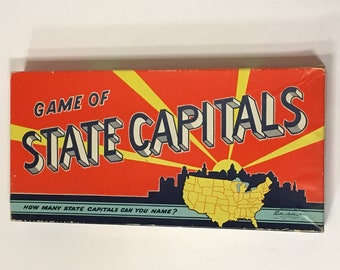 GAME OF
STATE CAPITALS
HOW MANY STATE CAPITALS CAN YOU NAME?